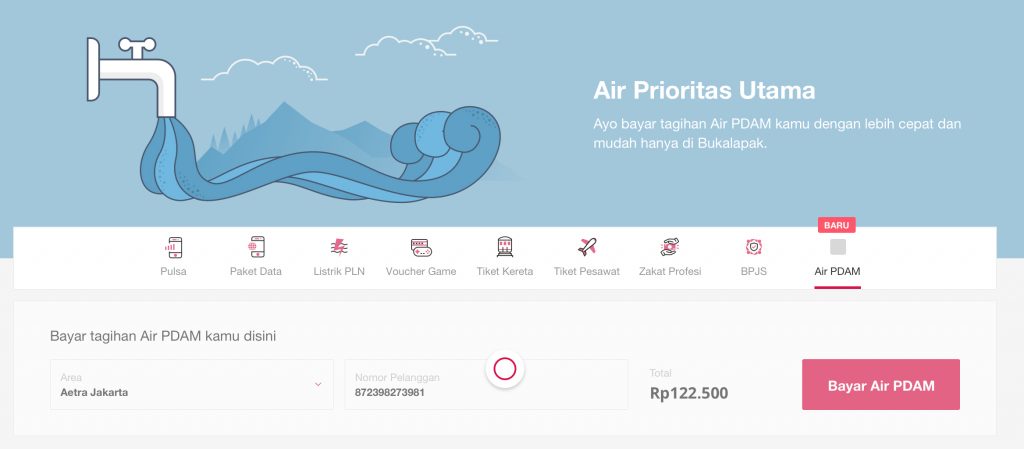 Air Prioritas Utama
Ayo bayar tagihan Air PDAM kamu dengan lebih cepat dan
mudah hanya di Bukalapak.
BARU
Pulsa
Paket Data
Listrik PLN
Voucher Game
Tiket Kereta
Tiket Pesawat
Zakat Profesi
BPJS
Air PDAM
Bayar tagihan Air PDAM kamu disini
Area
Aetra Jakarta
Nomor Pelanggan
872398273981
Total
Rp122.500
Bayar Air PDAM